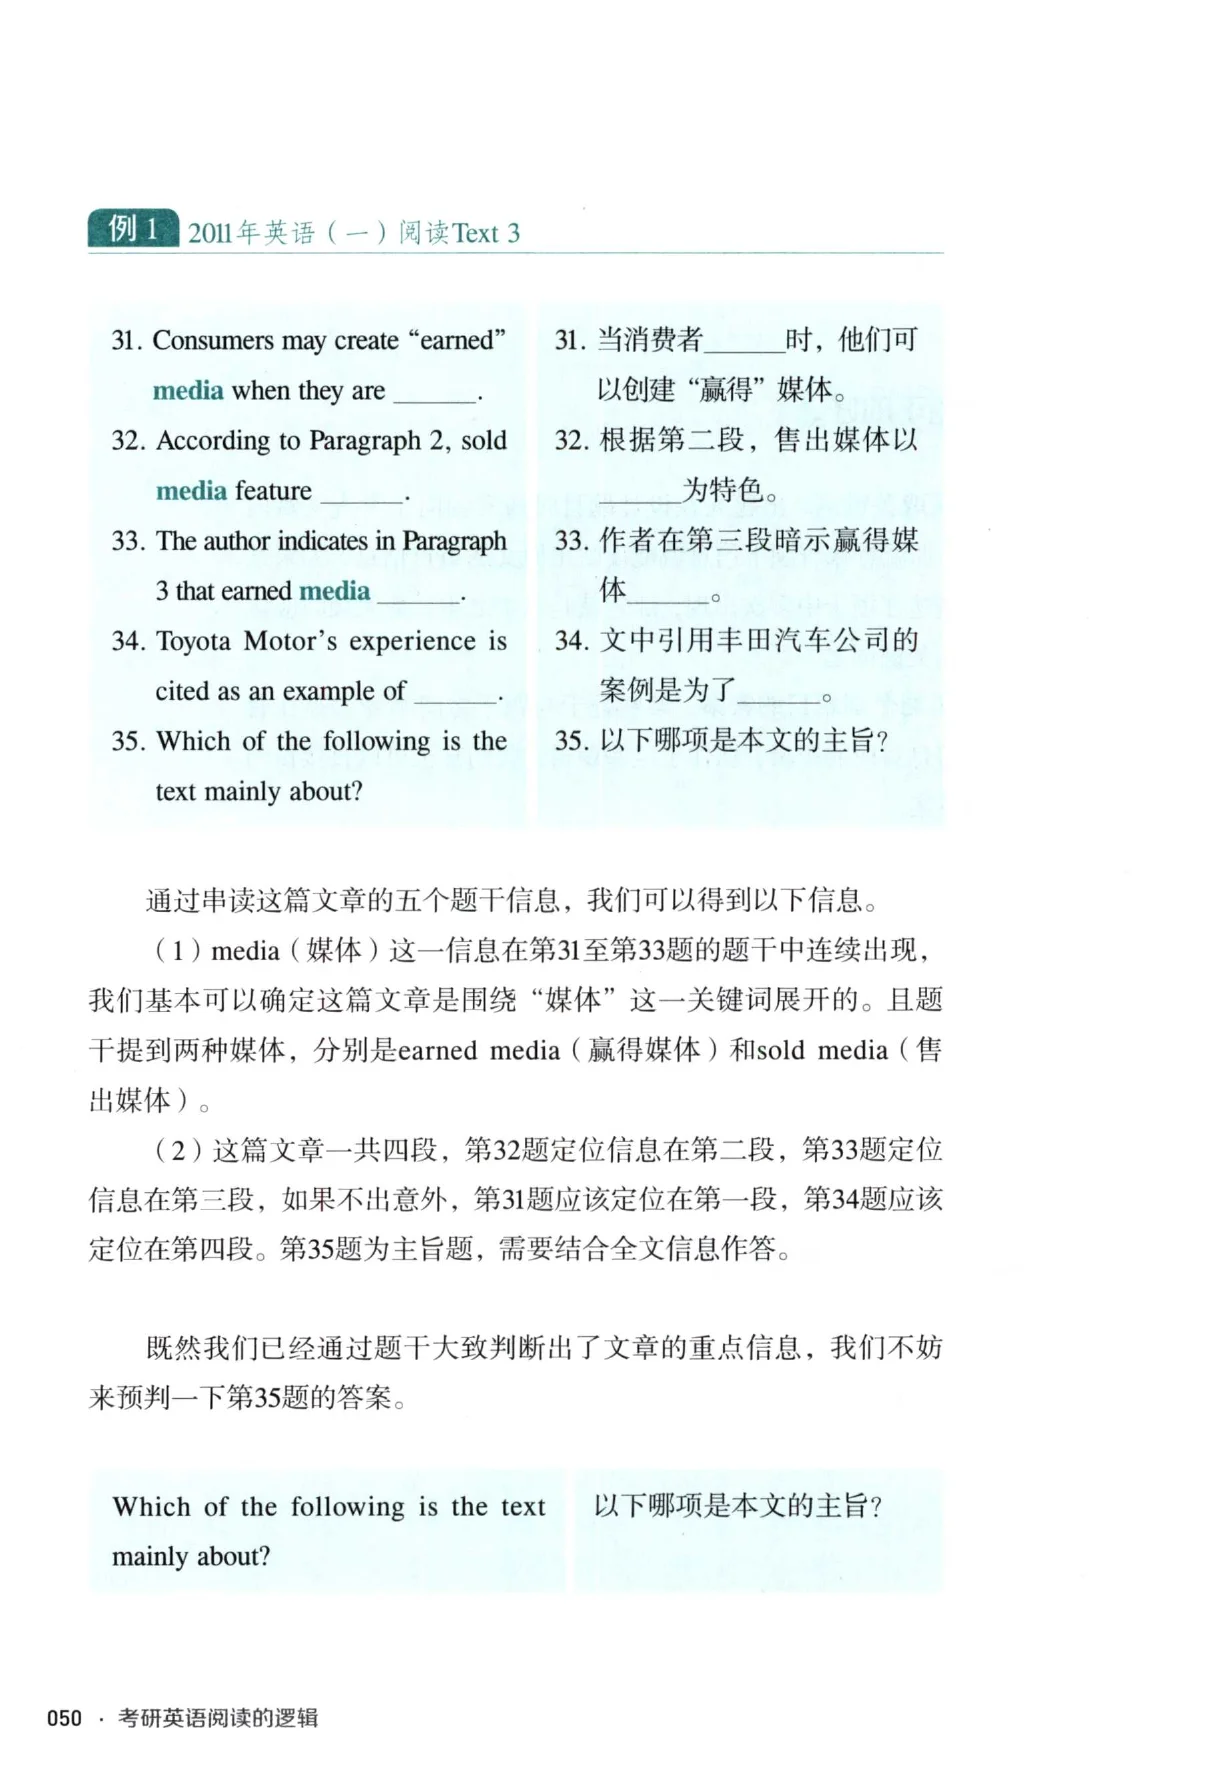 例 1 2011年英语（一）阅读Text 3
31. Consumers may create “earned”
media when they are ______.
32. According to Paragraph 2, sold
media feature ______.
33. The author indicates in Paragraph
3 that earned media ______.
34. Toyota Motor’s experience is
cited as an example of ______.
35. Which of the following is the
text mainly about?
31. 当消费者______时，他们可
以创建“赢得”媒体。
32. 根据第二段，售出媒体以
______为特色。
33. 作者在第三段暗示赢得媒
体______。
34. 文中引用丰田汽车公司的
案例是为了______。
35. 以下哪项是本文的主旨？
通过串读这篇文章的五个题干信息，我们可以得到以下信息。
（1）media（媒体）这一信息在第31至第33题的题干中连续出现，
我们基本可以确定这篇文章是围绕“媒体”这一关键词展开的。且题
干提到两种媒体，分别是earned media（赢得媒体）和sold media（售
出媒体）。
（2）这篇文章一共四段，第32题定位信息在第二段，第33题定位
信息在第三段，如果不出意外，第31题应该定位在第一段，第34题应该
定位在第四段。第35题为主旨题，需要结合全文信息作答。
既然我们已经通过题干大致判断出了文章的重点信息，我们不妨
来预判一下第35题的答案。
Which of the following is the text
mainly about?
以下哪项是本文的主旨？
050 · 考研英语阅读的逻辑